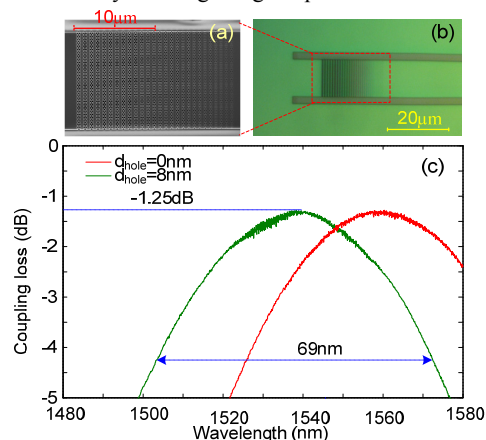 10μm
(a)
(b)
20μm
(c)
d_hole=0nm
d_hole=8nm
-1.25dB
69nm
Coupling loss (dB)
0
-1
-2
-3
-4
-5
1480 1500 1520 1540 1560 1580
Wavelength (nm)